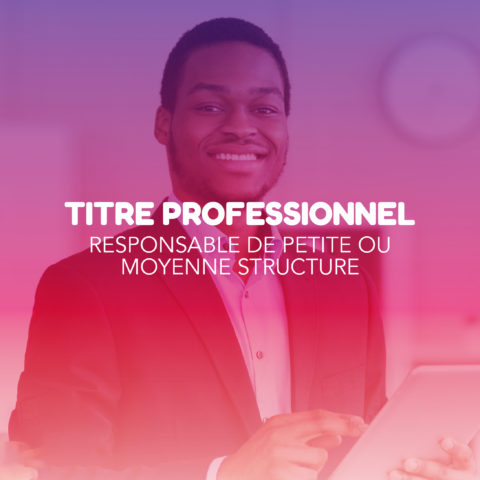 TITRE PROFESSIONNEL
RESPONSABLE DE PETITE OU
MOYENNE STRUCTURE